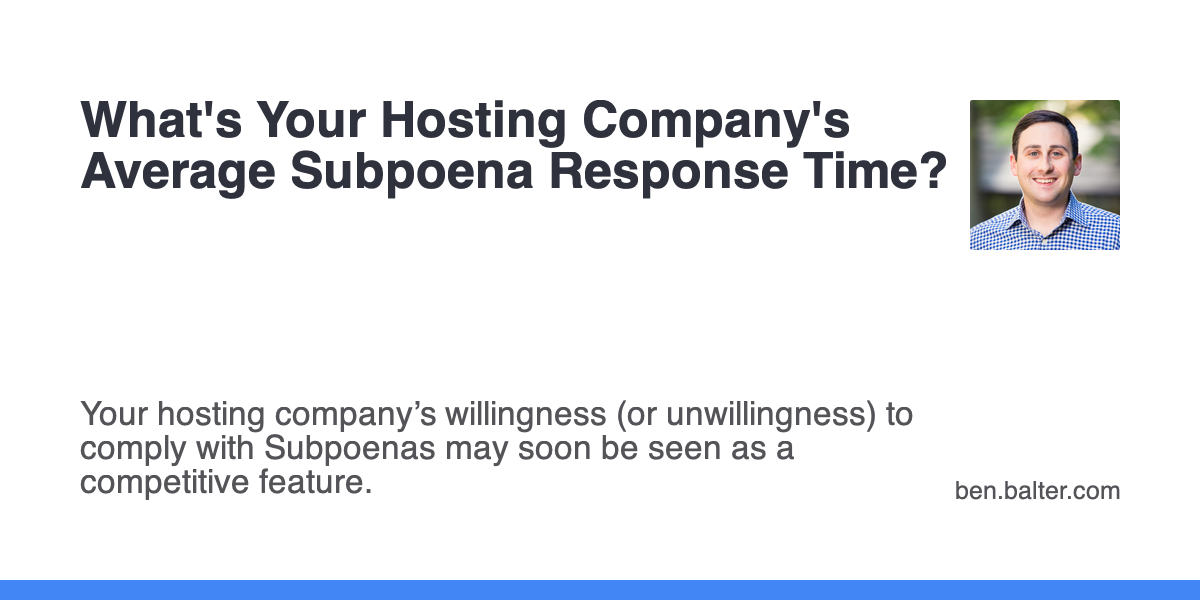 What's Your Hosting Company's
Average Subpoena Response Time?
Your hosting company’s willingness (or unwillingness) to
comply with Subpoenas may soon be seen as a
competitive feature.
ben.balter.com